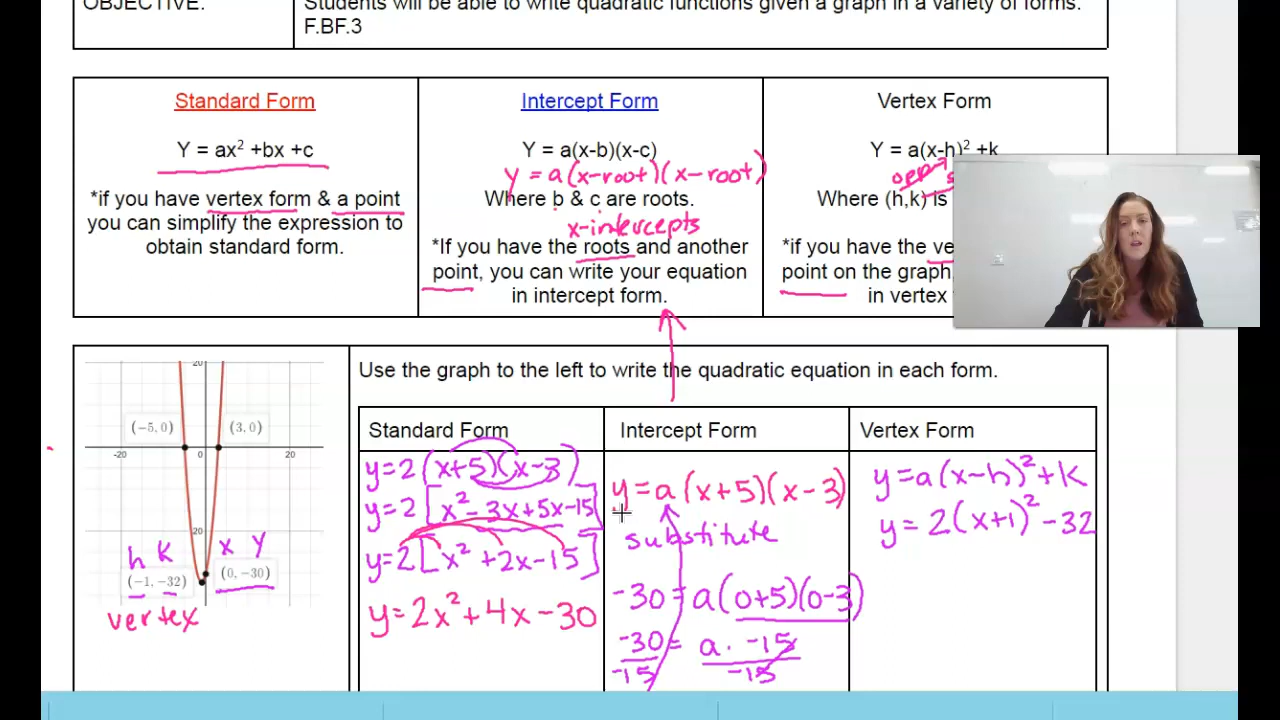 OBJECTIVE:
Students will be able to write quadratic functions given a graph in a variety of forms.
F.BF.3
Standard Form
Y = ax² +bx +c
*if you have vertex form & a point
you can simplify the expression to
obtain standard form.
Intercept Form
Y = a(x-b)(x-c)
y = a(x-root)(x-root)
Where b & c are roots.
x-intercepts
*If you have the roots and another
point, you can write your equation
in intercept form.
Vertex Form
Y = a(x-h)² +k
opp
Where (h,k) is
*if you have the ve
point on the graph,
in vertex
20
(-5,0)
(3,0)
-20
0
20
20
h k
x y
(-1, -32)
(0, -30)
vertex
Use the graph to the left to write the quadratic equation in each form.
Standard Form
y=2(x+5)(x-3)
y=2[x²-3x+5x-15]
y=2[x²+2x-15]
y=2x²+4x-30
Intercept Form
y=a(x+5)(x-3)
substitute
-30=a(0+5)(0-3)
-30= a. -15
-15 -15
Vertex Form
y=a(x-h)²+k
y= 2(x+1)²-32